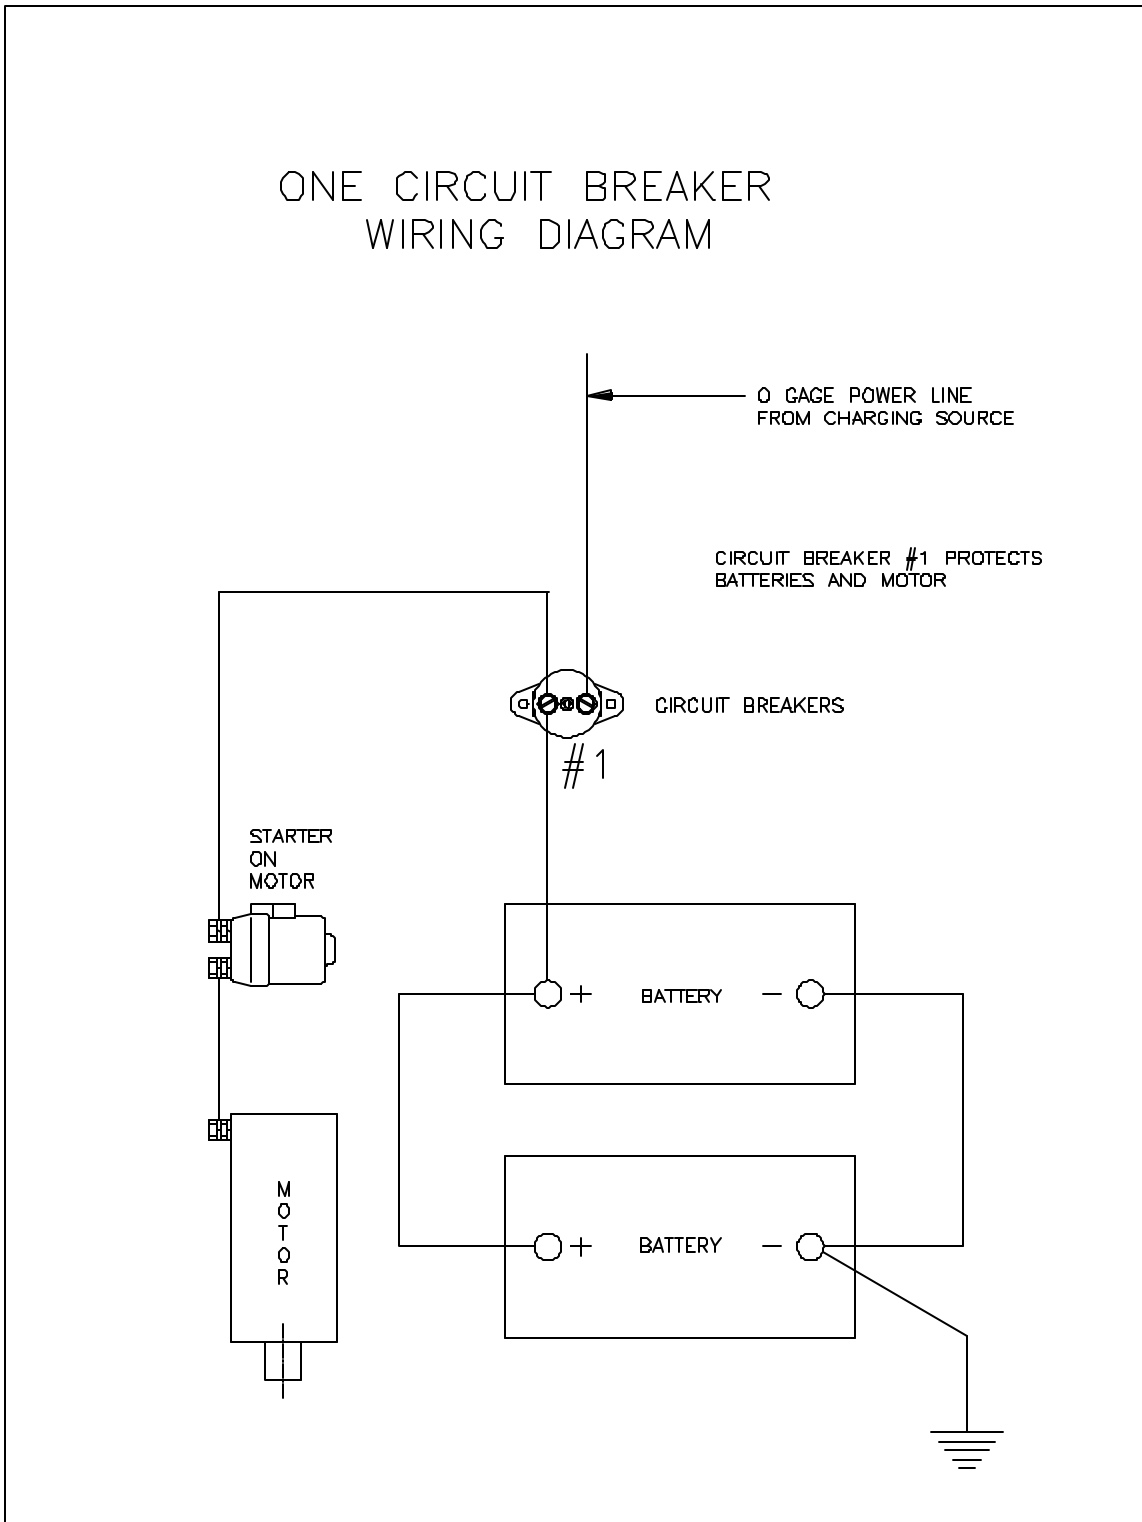 ONE CIRCUIT BREAKER
WIRING DIAGRAM
0 GAGE POWER LINE
FROM CHARGING SOURCE
CIRCUIT BREAKER #1 PROTECTS
BATTERIES AND MOTOR
CIRCUIT BREAKERS
#1
STARTER
ON
MOTOR
+ BATTERY −
MOTOR
+ BATTERY −